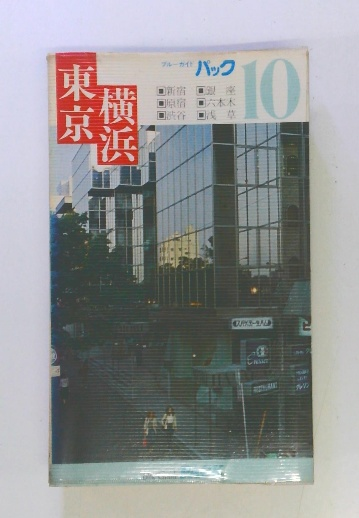 ブルーガイド パック
10
東京
横浜
■新宿 ■銀座
■原宿 ■六本木
■渋谷 ■浅草